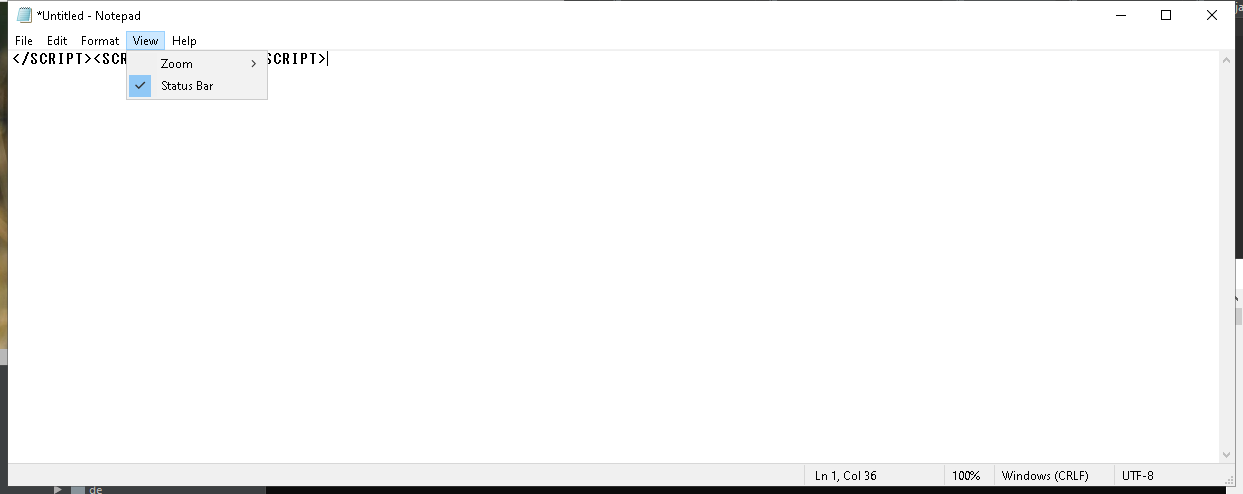 *Untitled - Notepad
File Edit Format View Help
</SCRIPT><SCR
SCRIPT>
Zoom
Status Bar
Ln 1, Col 36
100%
Windows (CRLF)
UTF-8
de